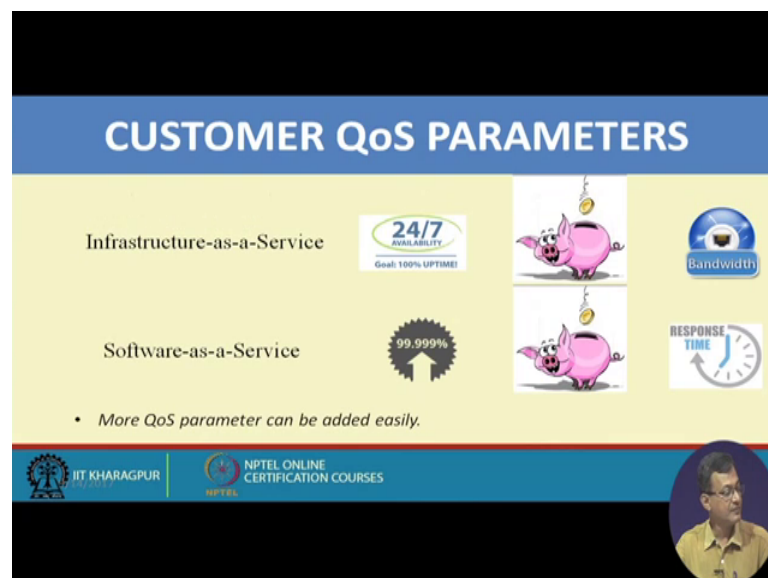 CUSTOMER QoS PARAMETERS
Infrastructure-as-a-Service
24/7
AVAILABILITY
Goal: 100% UPTIME!
Bandwidth
Software-as-a-Service
99.999%
RESPONSE
TIME
• More QoS parameter can be added easily.
IIT KHARAGPUR
NPTEL
NPTEL ONLINE
CERTIFICATION COURSES